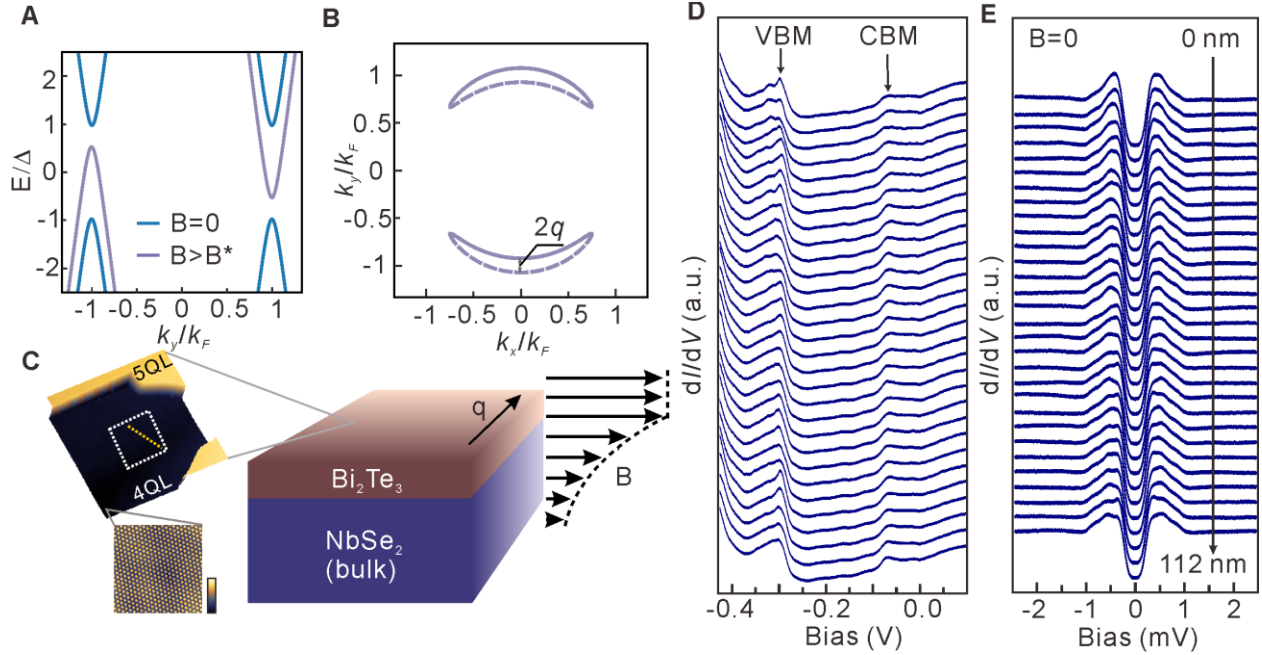 A
E/Δ
2
1
0
-1
-2
B=0
B>B*
-1 -0.5 0 0.5 1
k_y/k_F
B
k_y/k_F
1
0.5
0
-0.5
-1
2q
-1 -0.5 0 0.5 1
k_x/k_F
C
5QL
4QL
q
B
Bi₂Te₃
NbSe₂
(bulk)
D
VBM CBM
dI/dV (a.u.)
-0.4 -0.2 0.0
Bias (V)
E
B=0 0 nm
dI/dV (a.u.)
112 nm
-2 -1 0 1 2
Bias (mV)